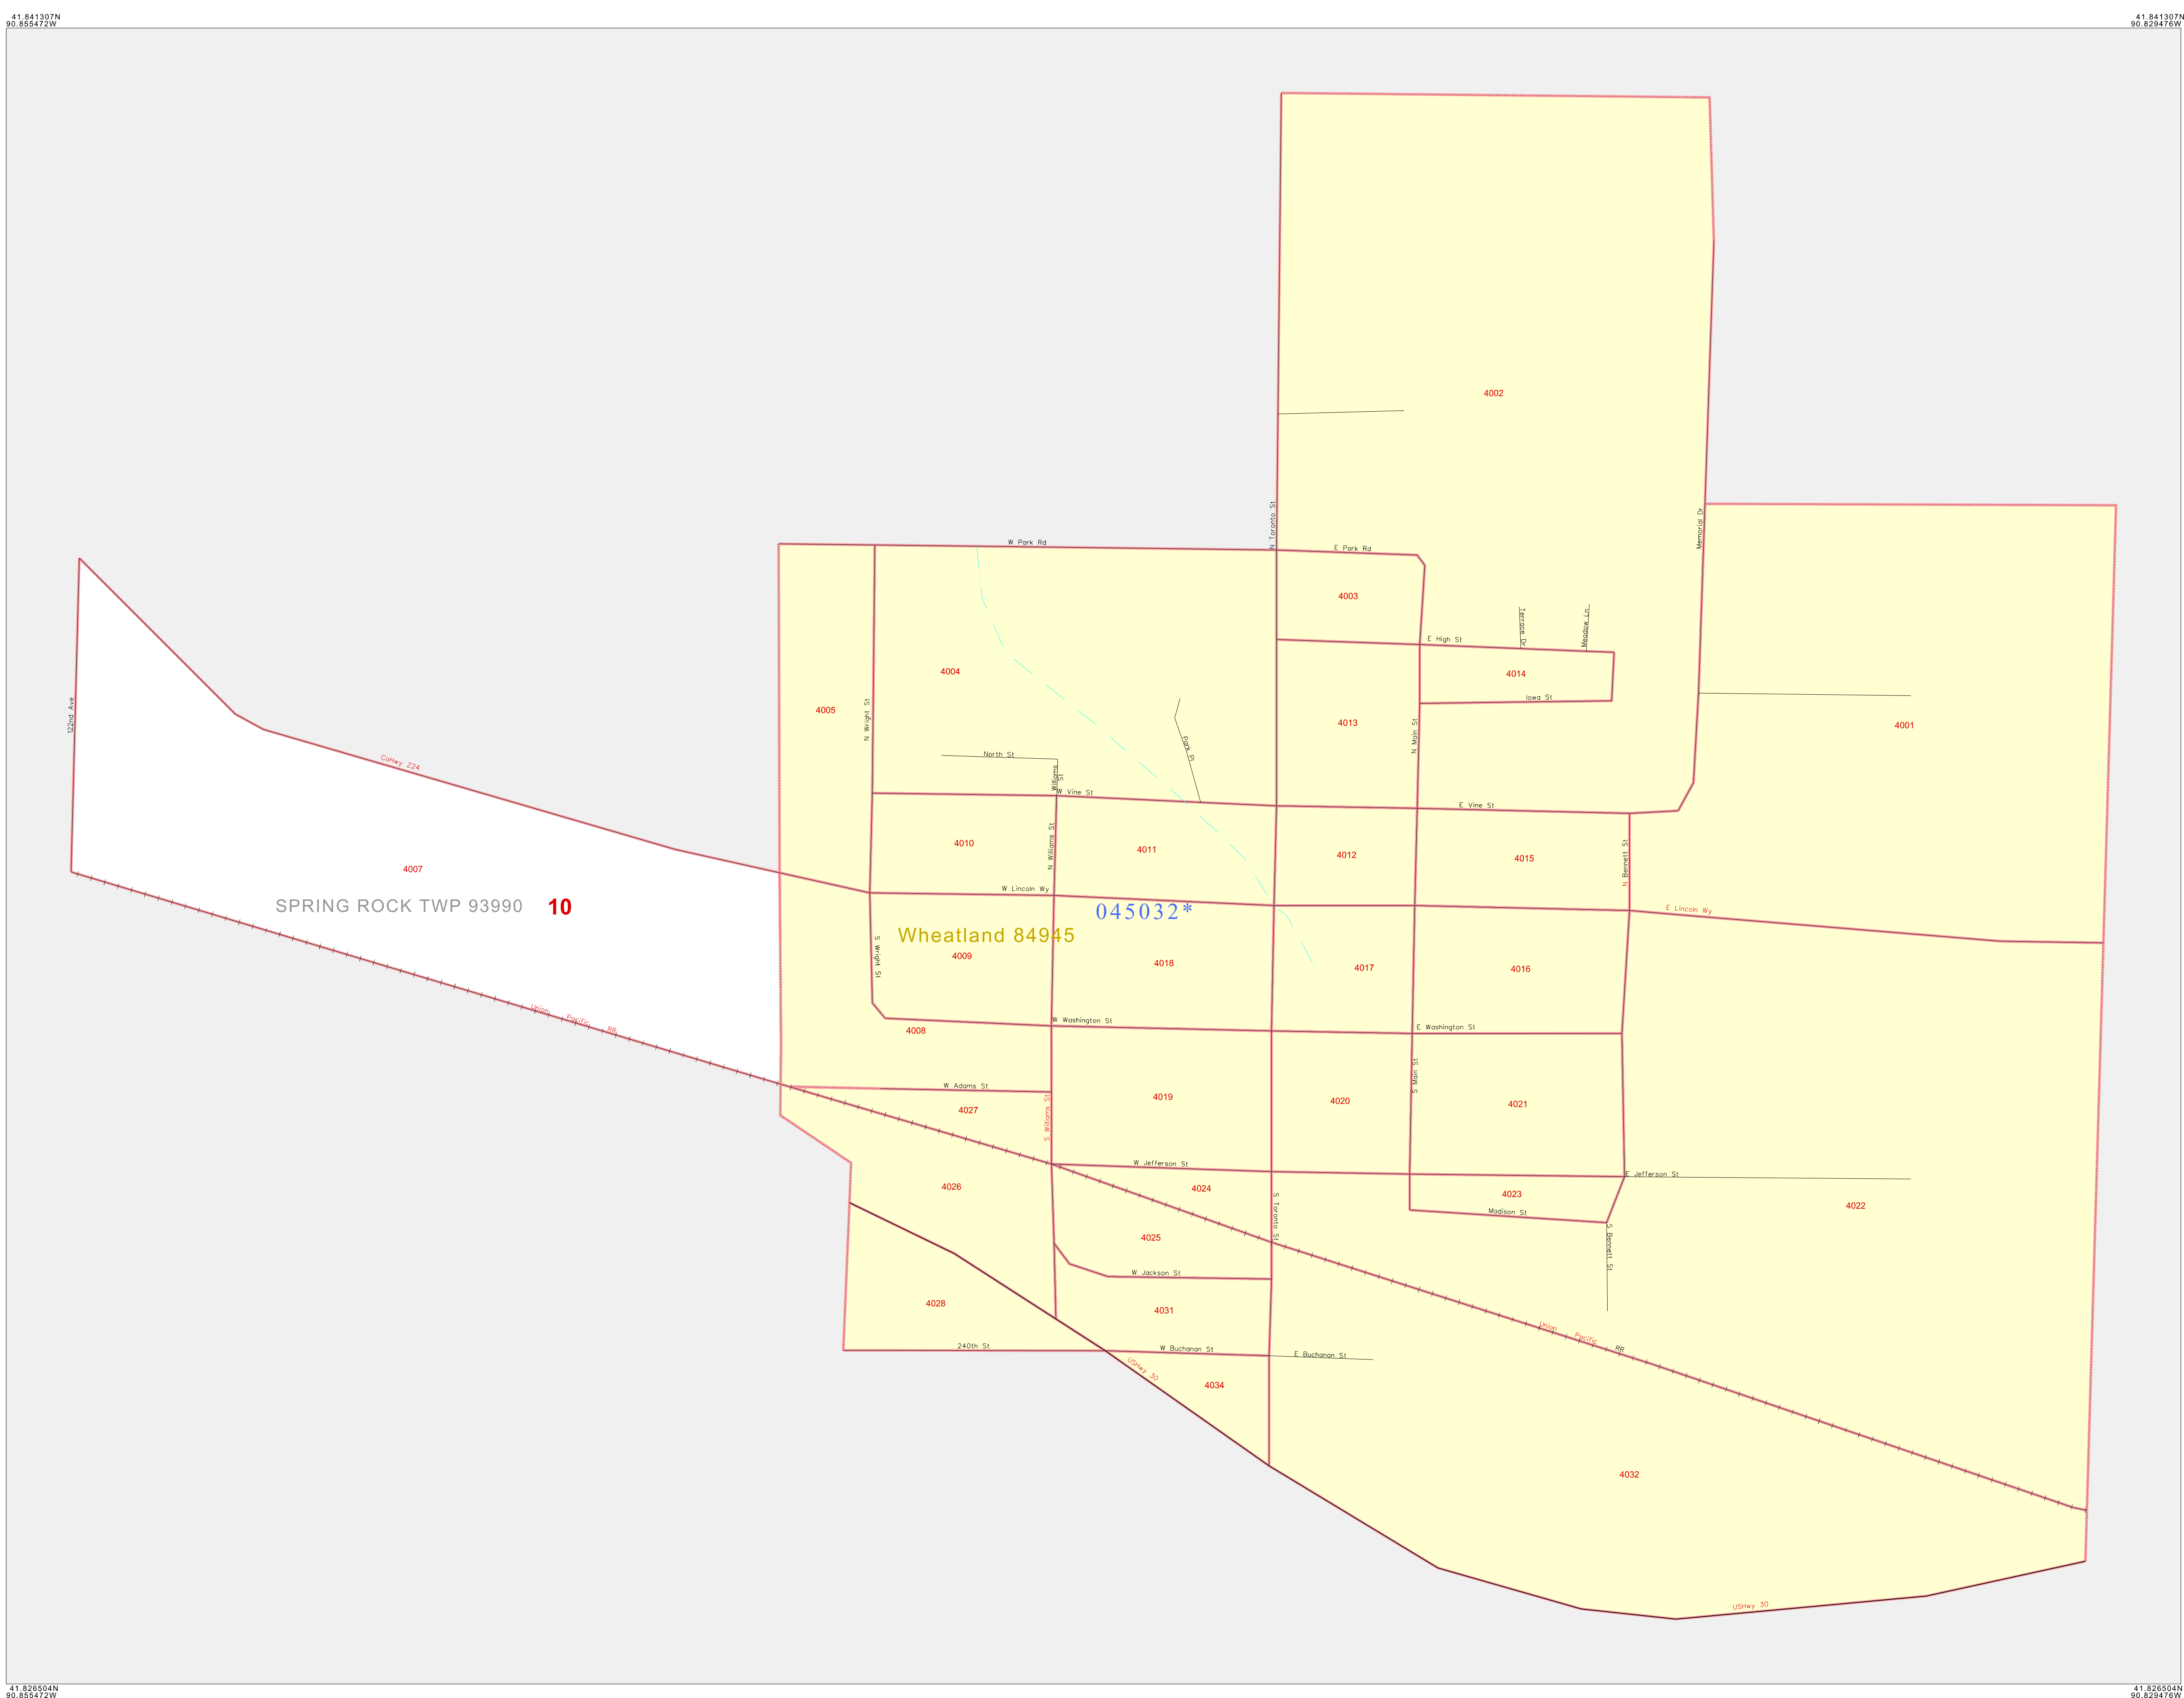 41.841307N
90.855472W
41.841307N
90.829476W
4002
N Toronto St
Memorial Dr
W Park Rd
E Park Rd
4003
Terrace Dr
Meadow Ln
E High St
4004
4014
Iowa St
4005
N Wright St
122nd Ave
4013
N Main St
4001
Park Pl
North St
Williams St
CoHwy Z24
W Vine St
E Vine St
4010
N Williams St
4011
4012
4015
N Bennett St
4007
W Lincoln Wy
E Lincoln Wy
SPRING ROCK TWP 93990
10
045032*
Wheatland 84945
S Wright St
4009
4018
4017
4016
Union Pacific RR
W Washington St
E Washington St
4008
S Main St
W Adams St
4027
S Williams St
4019
4020
4021
W Jefferson St
E Jefferson St
4026
4024
4023
S Toronto St
Madison St
4022
4025
S Bennett St
W Jackson St
4028
4031
Union Pacific RR
240th St
W Buchanan St
E Buchanan St
USHwy 30
4034
4032
USHwy 30
41.826504N
90.855472W
41.826504N
90.829476W